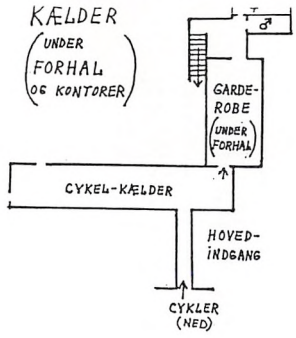 KÆLDER
(UNDER
FORHAL
OG KONTORER)
♂
GARDE-
ROBE
(UNDER
FORHAL)
CYKEL-KÆLDER
HOVED-
INDGANG
CYKLER
(NED)